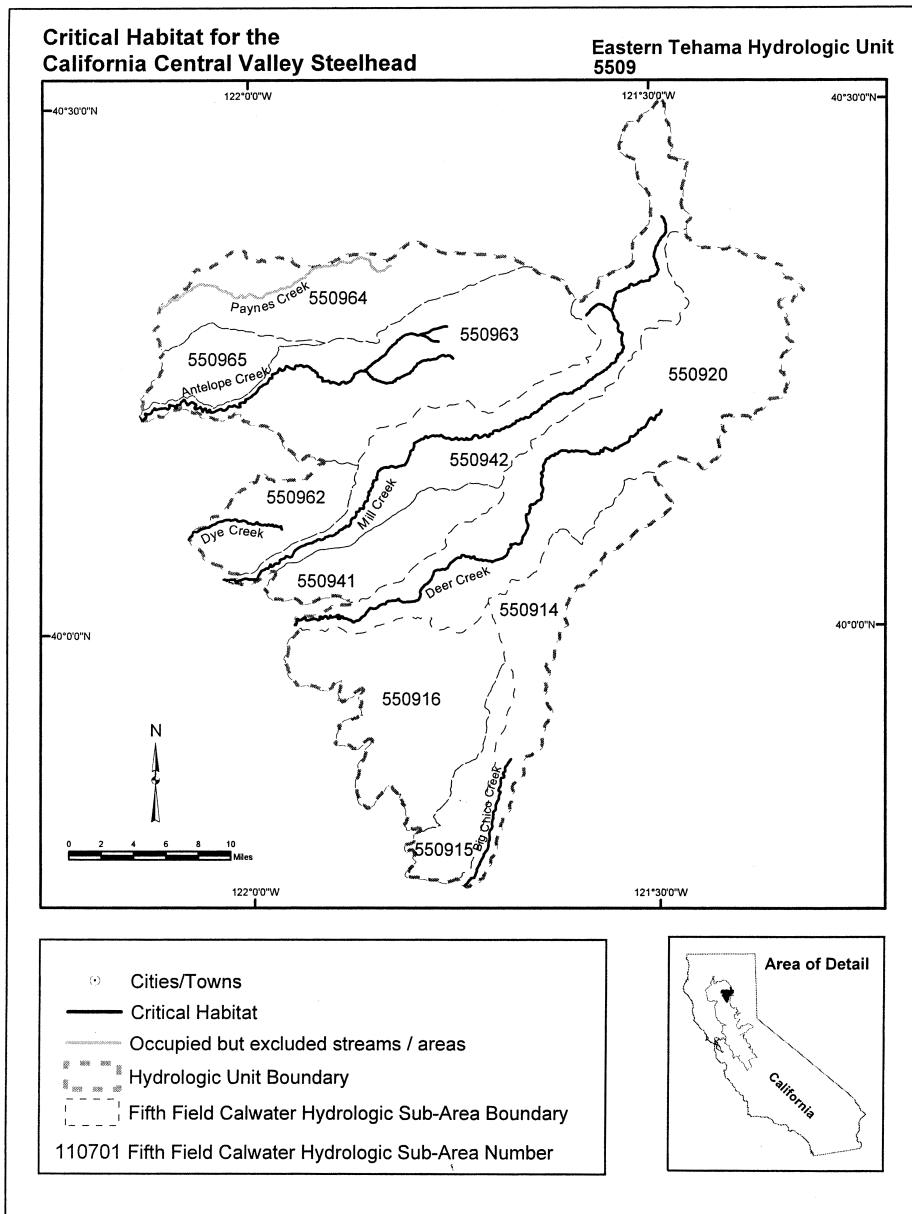 Critical Habitat for the
California Central Valley Steelhead
Eastern Tehama Hydrologic Unit
5509
122°0'0"W
121°30'0"W
40°30'0"N
40°30'0"N
Paynes Creek
550964
550963
550965
Antelope Creek
550920
550942
550962
Mill Creek
Dye Creek
550941
Deer Creek
550914
40°0'0"N
40°0'0"N
550916
N
Big Chico Creek
550915
0 2 4 6 8 10
Miles
122°0'0"W
121°30'0"W
Cities/Towns
Critical Habitat
Occupied but excluded streams / areas
Hydrologic Unit Boundary
Fifth Field Calwater Hydrologic Sub-Area Boundary
110701 Fifth Field Calwater Hydrologic Sub-Area Number
Area of Detail
California